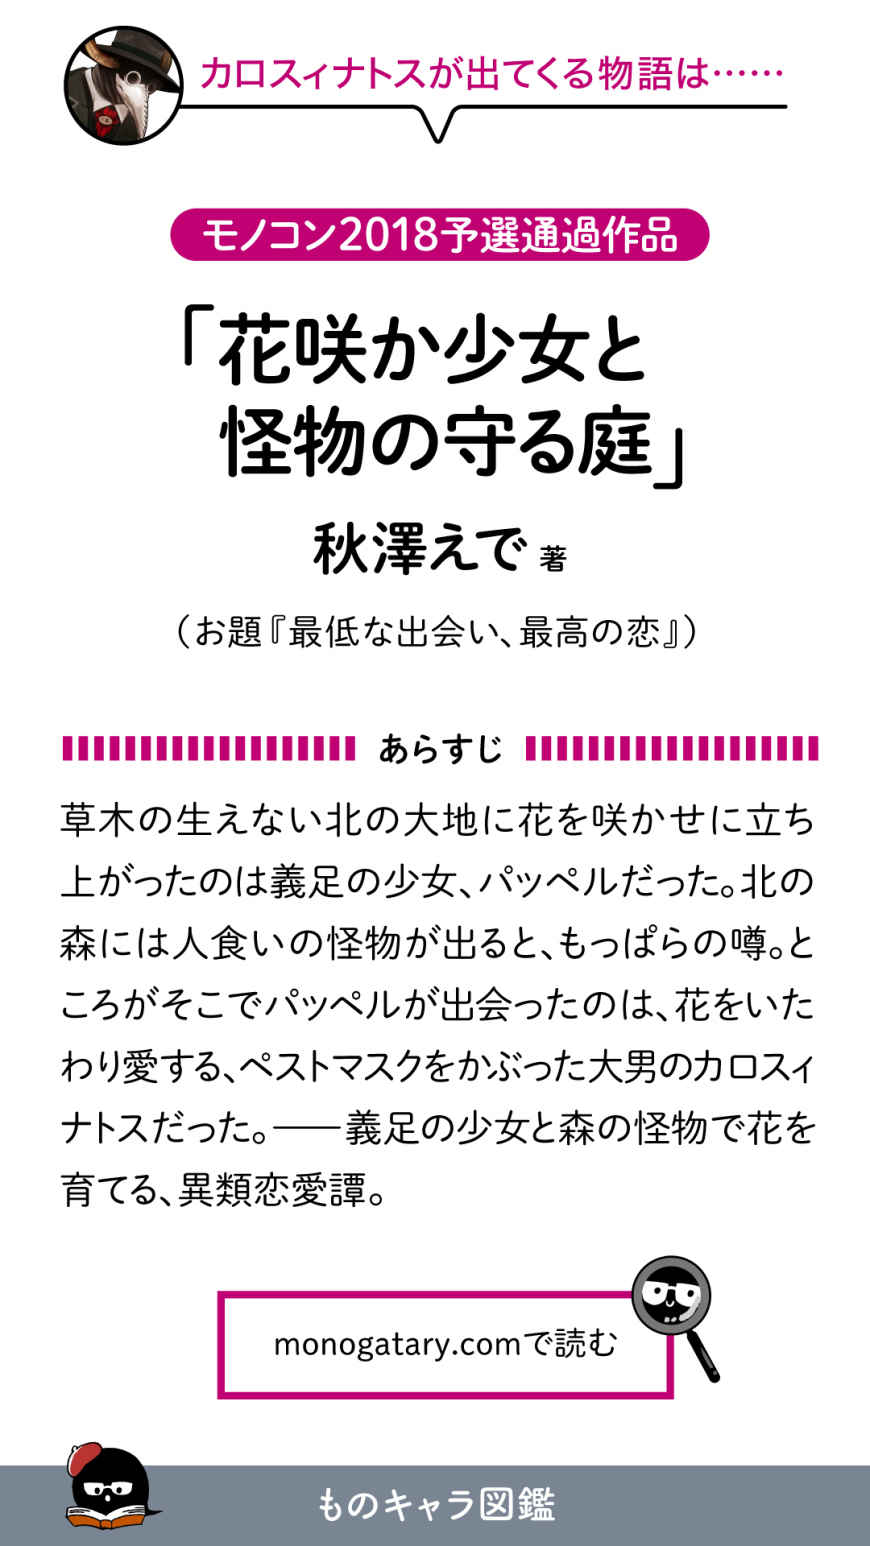 カロスィナトスが出てくる物語は……
モノコン2018予選通過作品
「花咲か少女と
怪物の守る庭」
秋澤えで 著
（お題『最低な出会い、最高の恋』）
あらすじ
草木の生えない北の大地に花を咲かせに立ち
上がったのは義足の少女、パッペルだった。北の
森には人食いの怪物が出ると、もっぱらの噂。と
ころがそこでパッペルが出会ったのは、花をいた
わり愛する、ペストマスクをかぶった大男のカロスィ
ナトスだった。――義足の少女と森の怪物で花を
育てる、異類恋愛譚。
monogatary.comで読む
ものキャラ図鑑